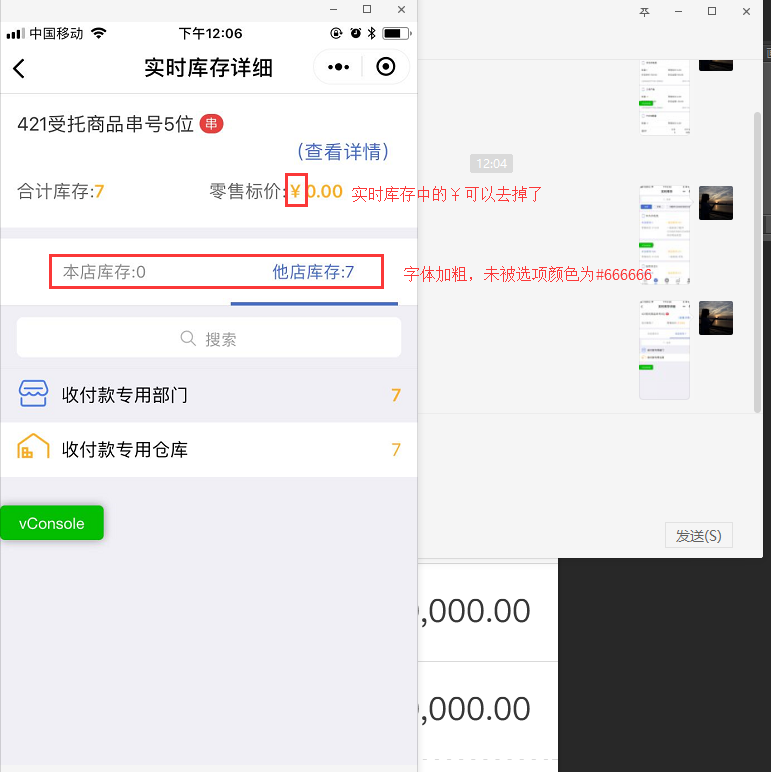 中国移动
下午12:06
实时库存详细
421受托商品串号5位 串
(查看详情)
合计库存:7
零售标价:¥0.00
实时库存中的￥可以去掉了
本店库存:0
他店库存:7
字体加粗，未被选项颜色为#666666
搜索
收付款专用部门 7
收付款专用仓库 7
vConsole
12:04
发送(S)
,000.00
,000.00